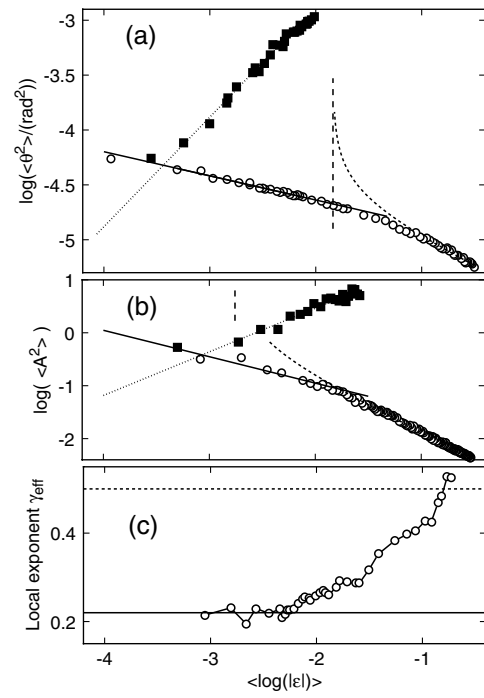 (a)
log(<θ²>/(rad²))
-3
-3.5
-4
-4.5
-5
(b)
log( <A²> )
1
0
-1
-2
(c)
Local exponent γeff
0.4
0.2
-4 -3 -2 -1
<log(|ε|)>